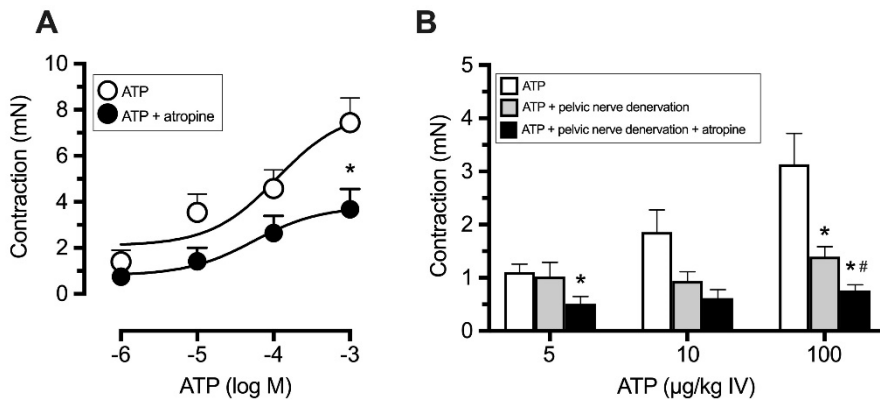 A
Contraction (mN)
10
8
6
4
2
0
ATP
ATP + atropine
*
-6 -5 -4 -3
ATP (log M)
B
Contraction (mN)
5
4
3
2
1
0
ATP
ATP + pelvic nerve denervation
ATP + pelvic nerve denervation + atropine
*
*
* #
5 10 100
ATP (µg/kg IV)